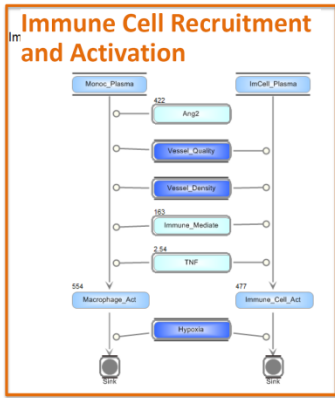 Immune Cell Recruitment
Im
and Activation
Monoc_Plasma
ImCell_Plasma
422
Ang2
Vessel_Quality
Vessel_Density
163
Immune_Mediate
2.54
TNF
554
477
Macrophage_Act
Immune_Cell_Act
Hypoxia
Sink
Sink